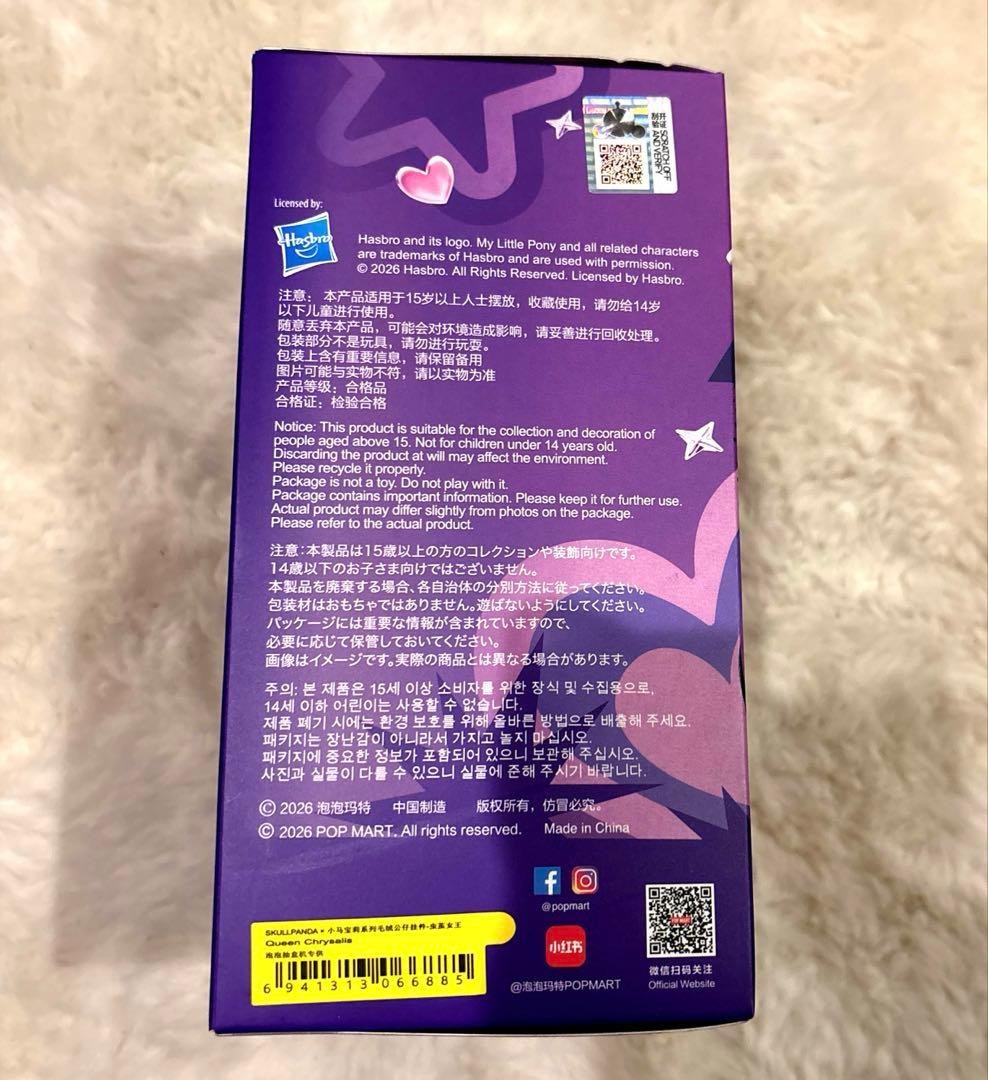 刮开涂层 SCRATCH OFF
AND VERIFY
Licensed by:
Hasbro
Hasbro and its logo. My Little Pony and all related characters
are trademarks of Hasbro and are used with permission.
© 2026 Hasbro. All Rights Reserved. Licensed by Hasbro.
注意： 本产品适用于15岁以上人士摆放，收藏使用，请勿给14岁
以下儿童进行使用。
随意丢弃本产品，可能会对环境造成影响，请妥善进行回收处理。
包装部分不是玩具，请勿进行玩耍。
包装上含有重要信息，请保留备用
图片可能与实物不符，请以实物为准
产品等级：合格品
合格证：检验合格
Notice: This product is suitable for the collection and decoration of
people aged above 15. Not for children under 14 years old.
Discarding the product at will may affect the environment.
Please recycle it properly.
Package is not a toy. Do not play with it.
Package contains important information. Please keep it for further use.
Actual product may differ slightly from photos on the package.
Please refer to the actual product.
注意：本製品は15歳以上の方のコレクションや装飾向けです。
14歳以下のお子さま向けではございません。
本製品を廃棄する場合、各自治体の分別方法に従ってください。
包装材はおもちゃではありません。遊ばないようにしてください。
パッケージには重要な情報が含まれていますので、
必要に応じて保管しておいてください。
画像はイメージです。実際の商品とは異なる場合があります。
주의: 본 제품은 15세 이상 소비자를 위한 장식 및 수집용으로,
14세 이하 어린이는 사용할 수 없습니다.
제품 폐기 시에는 환경 보호를 위해 올바른 방법으로 배출해 주세요.
패키지는 장난감이 아니라서 가지고 놀지 마십시오.
패키지에 중요한 정보가 포함되어 있으니 보관해 주십시오.
사진과 실물이 다를 수 있으니 실물에 준해 주시기 바랍니다.
© 2026 泡泡玛特 中国制造 版权所有，仿冒必究。
© 2026 POP MART. All rights reserved. Made in China
@popmart
小红书
@泡泡玛特POPMART
POP MART
微信扫码关注
Official Website
SKULLPANDA × 小马宝莉系列毛绒公仔挂件-虫茧女王
Queen Chrysalis
泡泡抽盒机专供
6 941313 066885